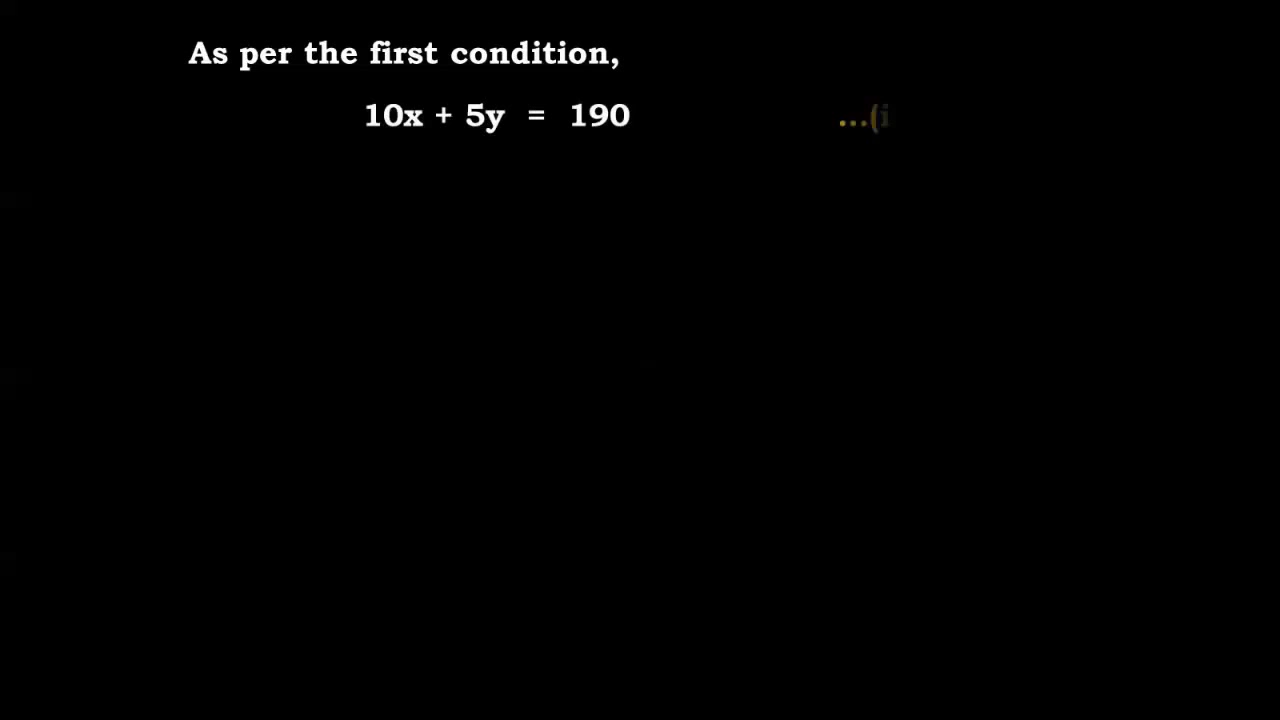 As per the first condition,
10x + 5y = 190 ...(i